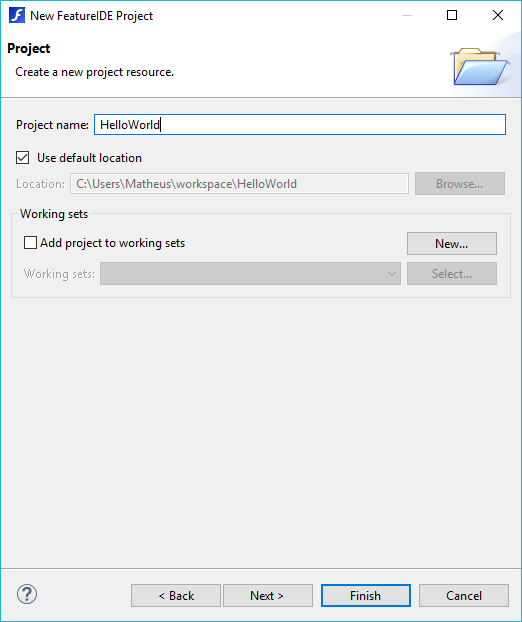 New FeatureIDE Project
Project
Create a new project resource.
Project name: HelloWorld
Use default location
Location: C:\Users\Matheus\workspace\HelloWorld Browse...
Working sets
Add project to working sets New...
Working sets: Select...
? < Back Next > Finish Cancel